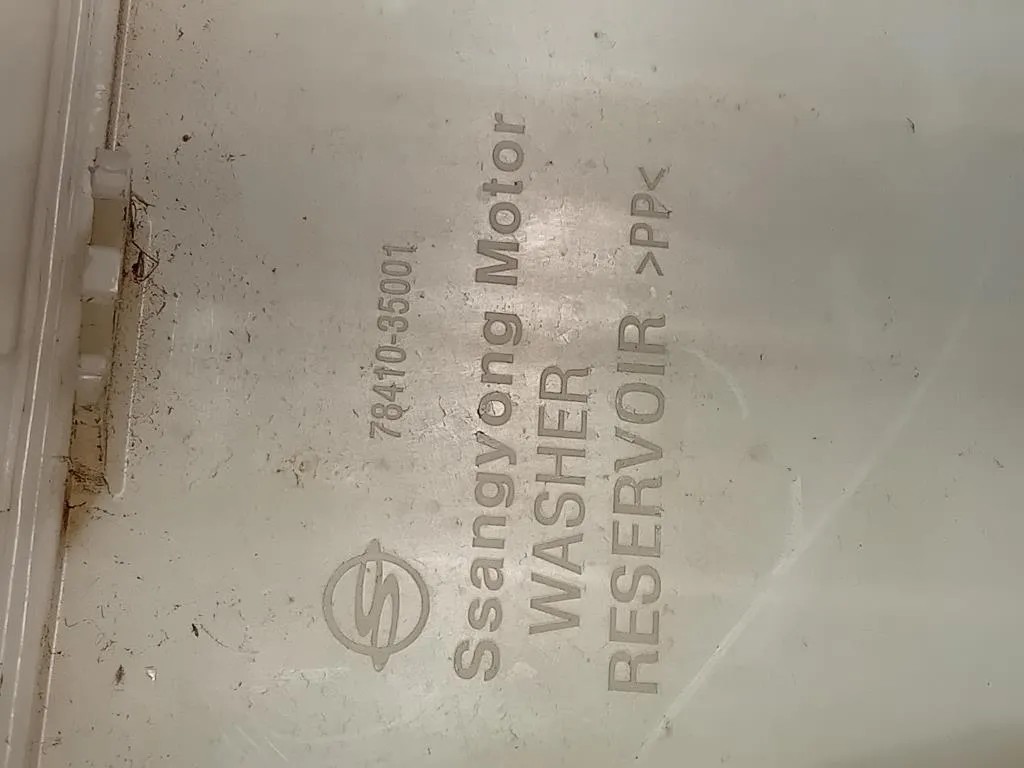 78410-35001
Ssangyong Motor
WASHER
RESERVOIR >PP<